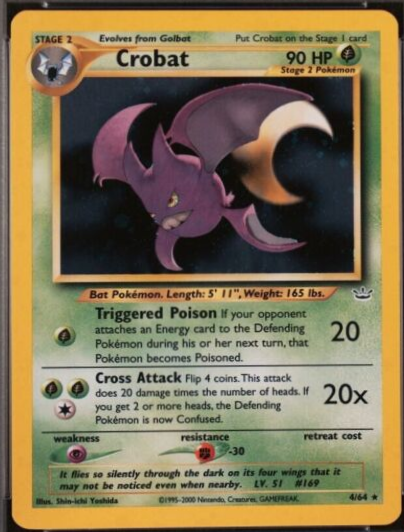 STAGE 2 Evolves from Golbat Put Crobat on the Stage 1 card
Crobat 90 HP
Stage 2 Pokémon
Bat Pokémon. Length: 5' 11", Weight: 165 lbs.
Triggered Poison If your opponent
attaches an Energy card to the Defending
Pokémon during his or her next turn, that
Pokémon becomes Poisoned.
20
Cross Attack Flip 4 coins. This attack
does 20 damage times the number of heads. If
you get 2 or more heads, the Defending
Pokémon is now Confused.
20x
weakness resistance retreat cost
-30
It flies so silently through the dark on its four wings that it
may not be noticed even when nearby. LV. 51 #169
Illus. Shin-ichi Yoshida ©1995-2000 Nintendo, Creatures, GAMEFREAK. 4/64 ★